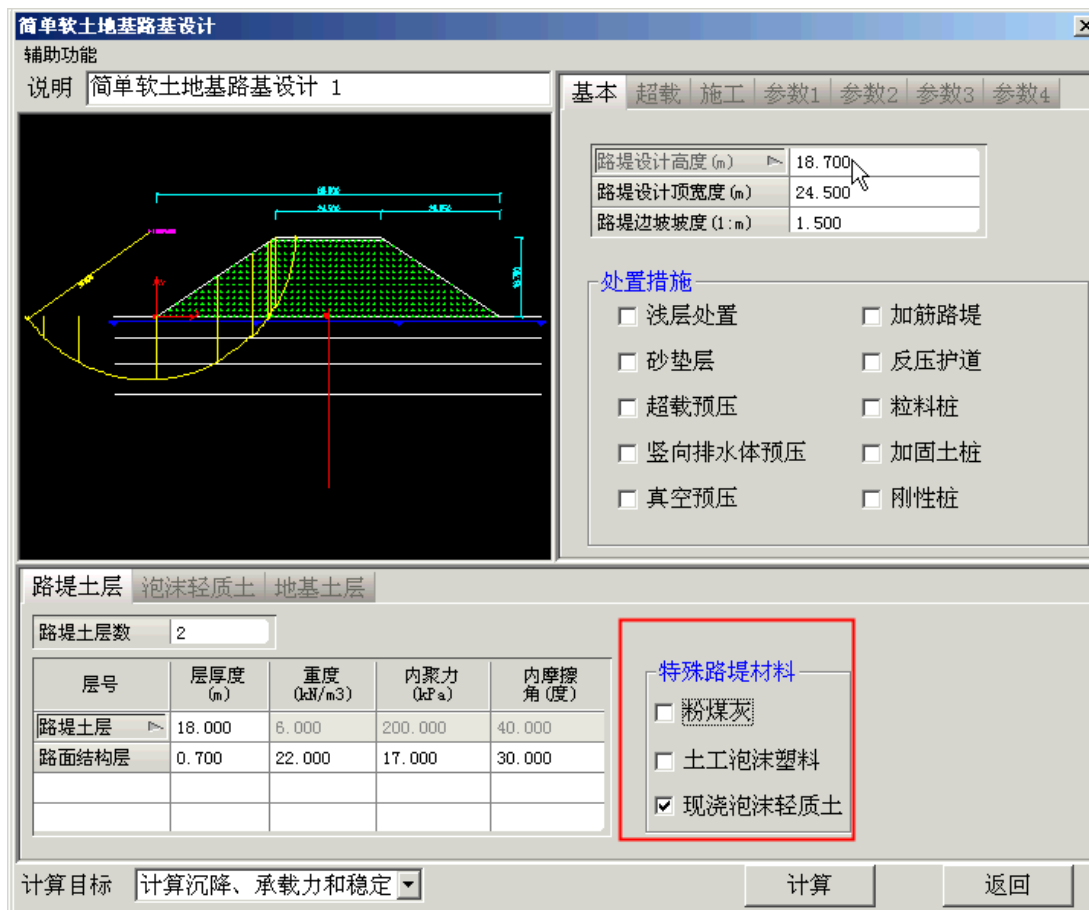 简单软土地基路基设计
辅助功能
说明 简单软土地基路基设计 1
基本 超载 施工 参数1 参数2 参数3 参数4
路堤设计高度(m) 18.700
路堤设计顶宽度(m) 24.500
路堤边坡坡度(1:m) 1.500
处置措施
浅层处置 加筋路堤
砂垫层 反压护道
超载预压 粒料桩
竖向排水体预压 加固土桩
真空预压 刚性桩
路堤土层 泡沫轻质土 地基土层
路堤土层数 2
层号 层厚度(m) 重度(kN/m3) 内聚力(kPa) 内摩擦角(度)
路堤土层 18.000 6.000 200.000 40.000
路面结构层 0.700 22.000 17.000 30.000
特殊路堤材料
粉煤灰
土工泡沫塑料
现浇泡沫轻质土
计算目标 计算沉降、承载力和稳定 计算 返回